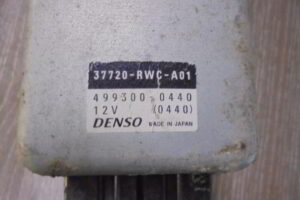 37720-RWC-A01
499300-0440
12V (0440)
DENSO MADE IN JAPAN